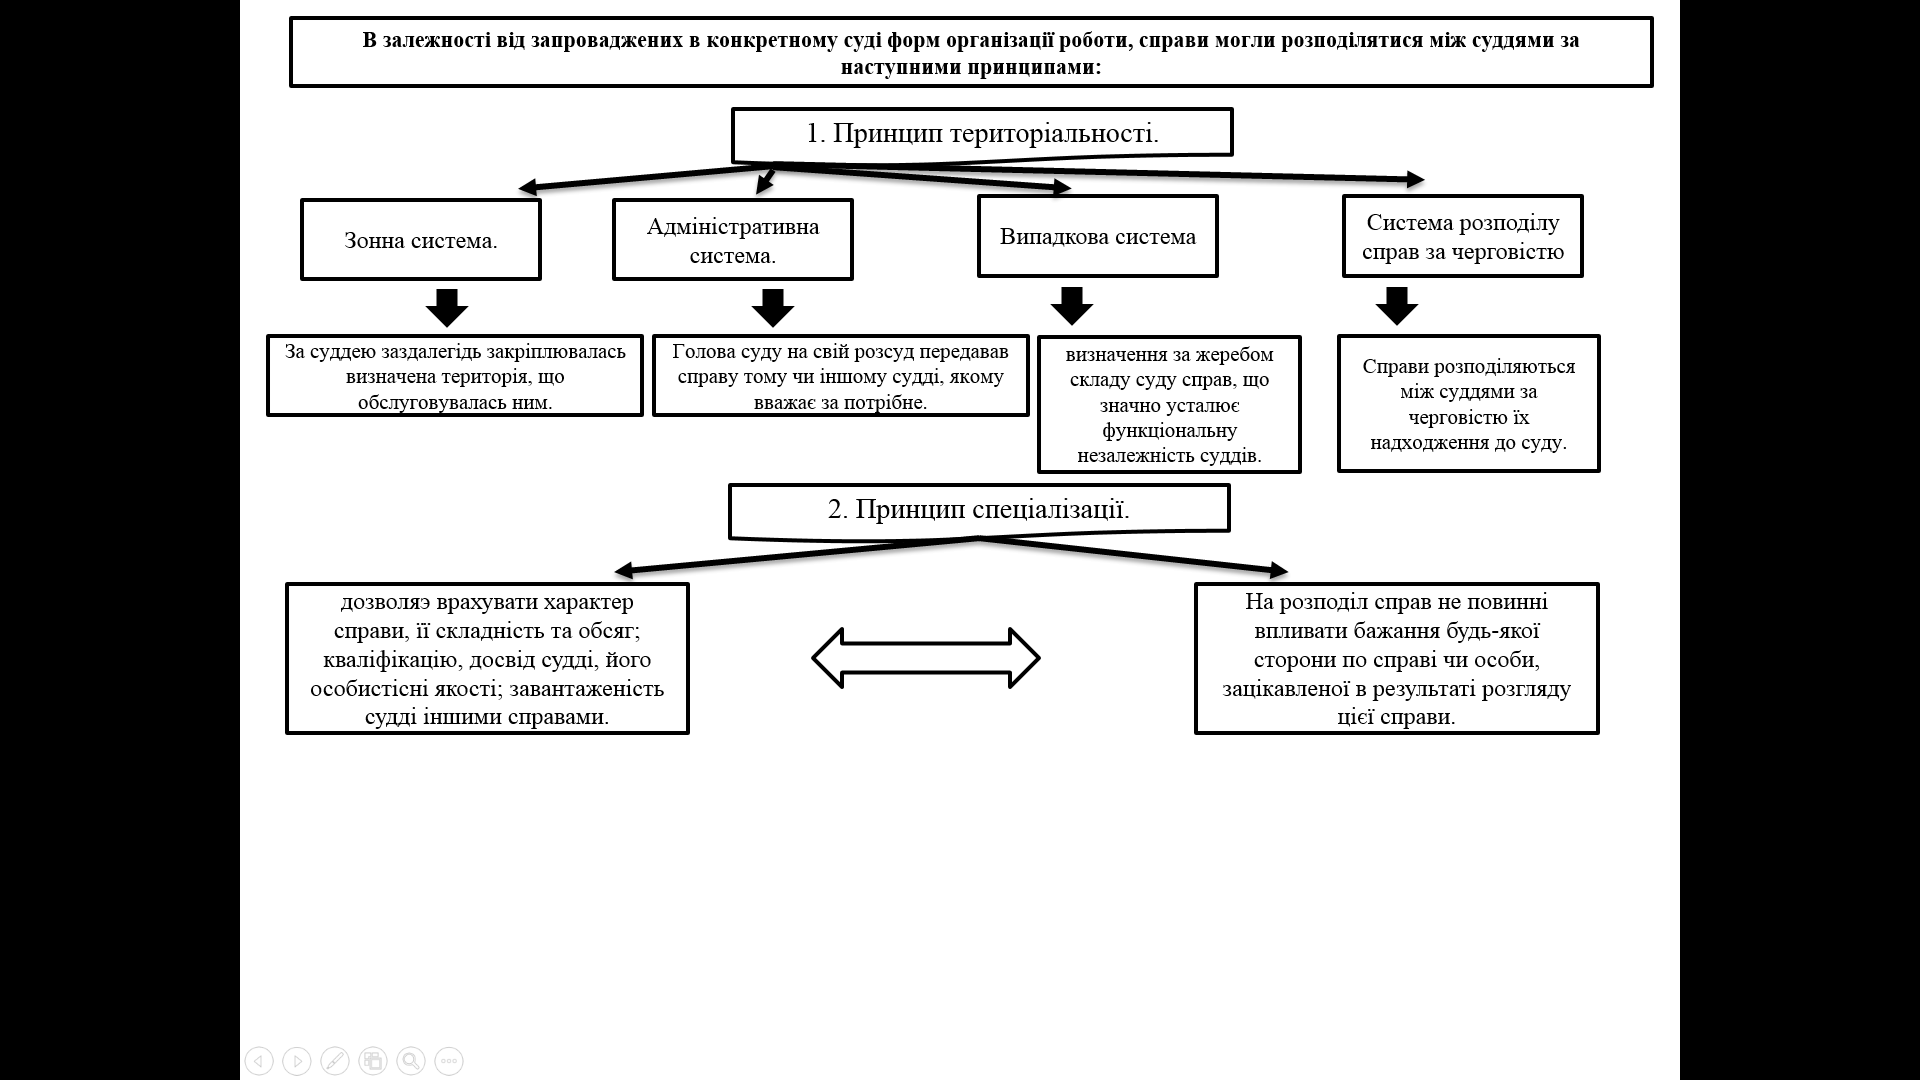 В залежності від запроваджених в конкретному суді форм організації роботи, справи могли розподілятися між суддями за
наступними принципами:
1. Принцип територіальності.
Зонна система.
Адміністративна
система.
Випадкова система
Система розподілу
справ за черговістю
За суддею заздалегідь закріплювалась
визначена територія, що
обслуговувалась ним.
Голова суду на свій розсуд передавав
справу тому чи іншому судді, якому
вважає за потрібне.
визначення за жеребом
складу суду справ, що
значно усталює
функціональну
незалежність суддів.
Справи розподіляються
між суддями за
черговістю їх
надходження до суду.
2. Принцип спеціалізації.
дозволяэ врахувати характер
справи, її складність та обсяг;
кваліфікацію, досвід судді, його
особистісні якості; завантаженість
судді іншими справами.
На розподіл справ не повинні
впливати бажання будь-якої
сторони по справі чи особи,
зацікавленої в результаті розгляду
цієї справи.